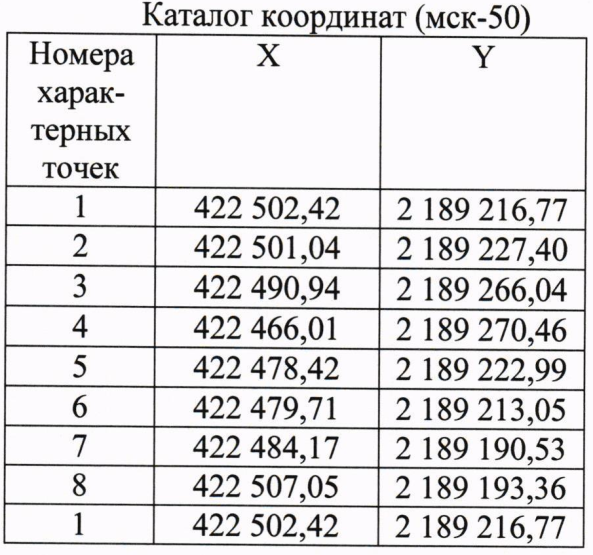 Каталог координат (мск-50)
Номера
харак-
терных
точек X Y
1 422 502,42 2 189 216,77
2 422 501,04 2 189 227,40
3 422 490,94 2 189 266,04
4 422 466,01 2 189 270,46
5 422 478,42 2 189 222,99
6 422 479,71 2 189 213,05
7 422 484,17 2 189 190,53
8 422 507,05 2 189 193,36
1 422 502,42 2 189 216,77